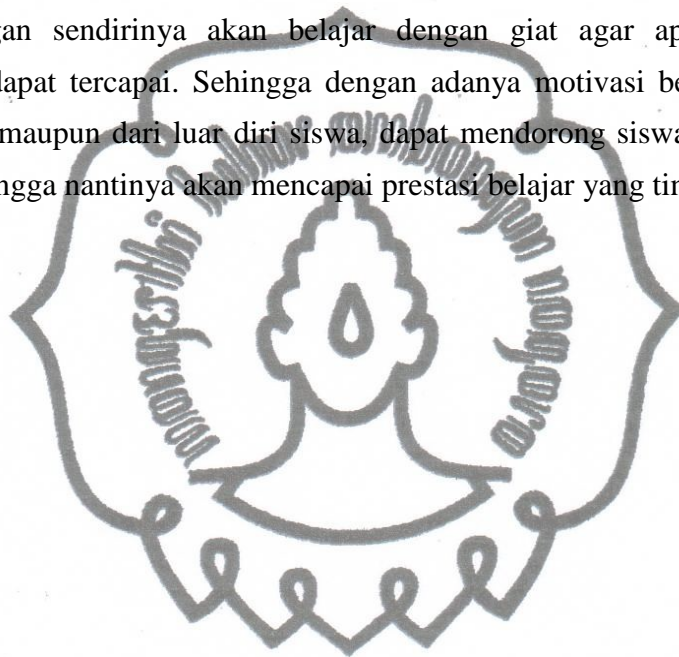 gan sendirinya akan belajar dengan giat agar ap
dapat tercapai. Sehingga dengan adanya motivasi be
maupun dari luar diri siswa, dapat mendorong siswa
ngga nantinya akan mencapai prestasi belajar yang tin